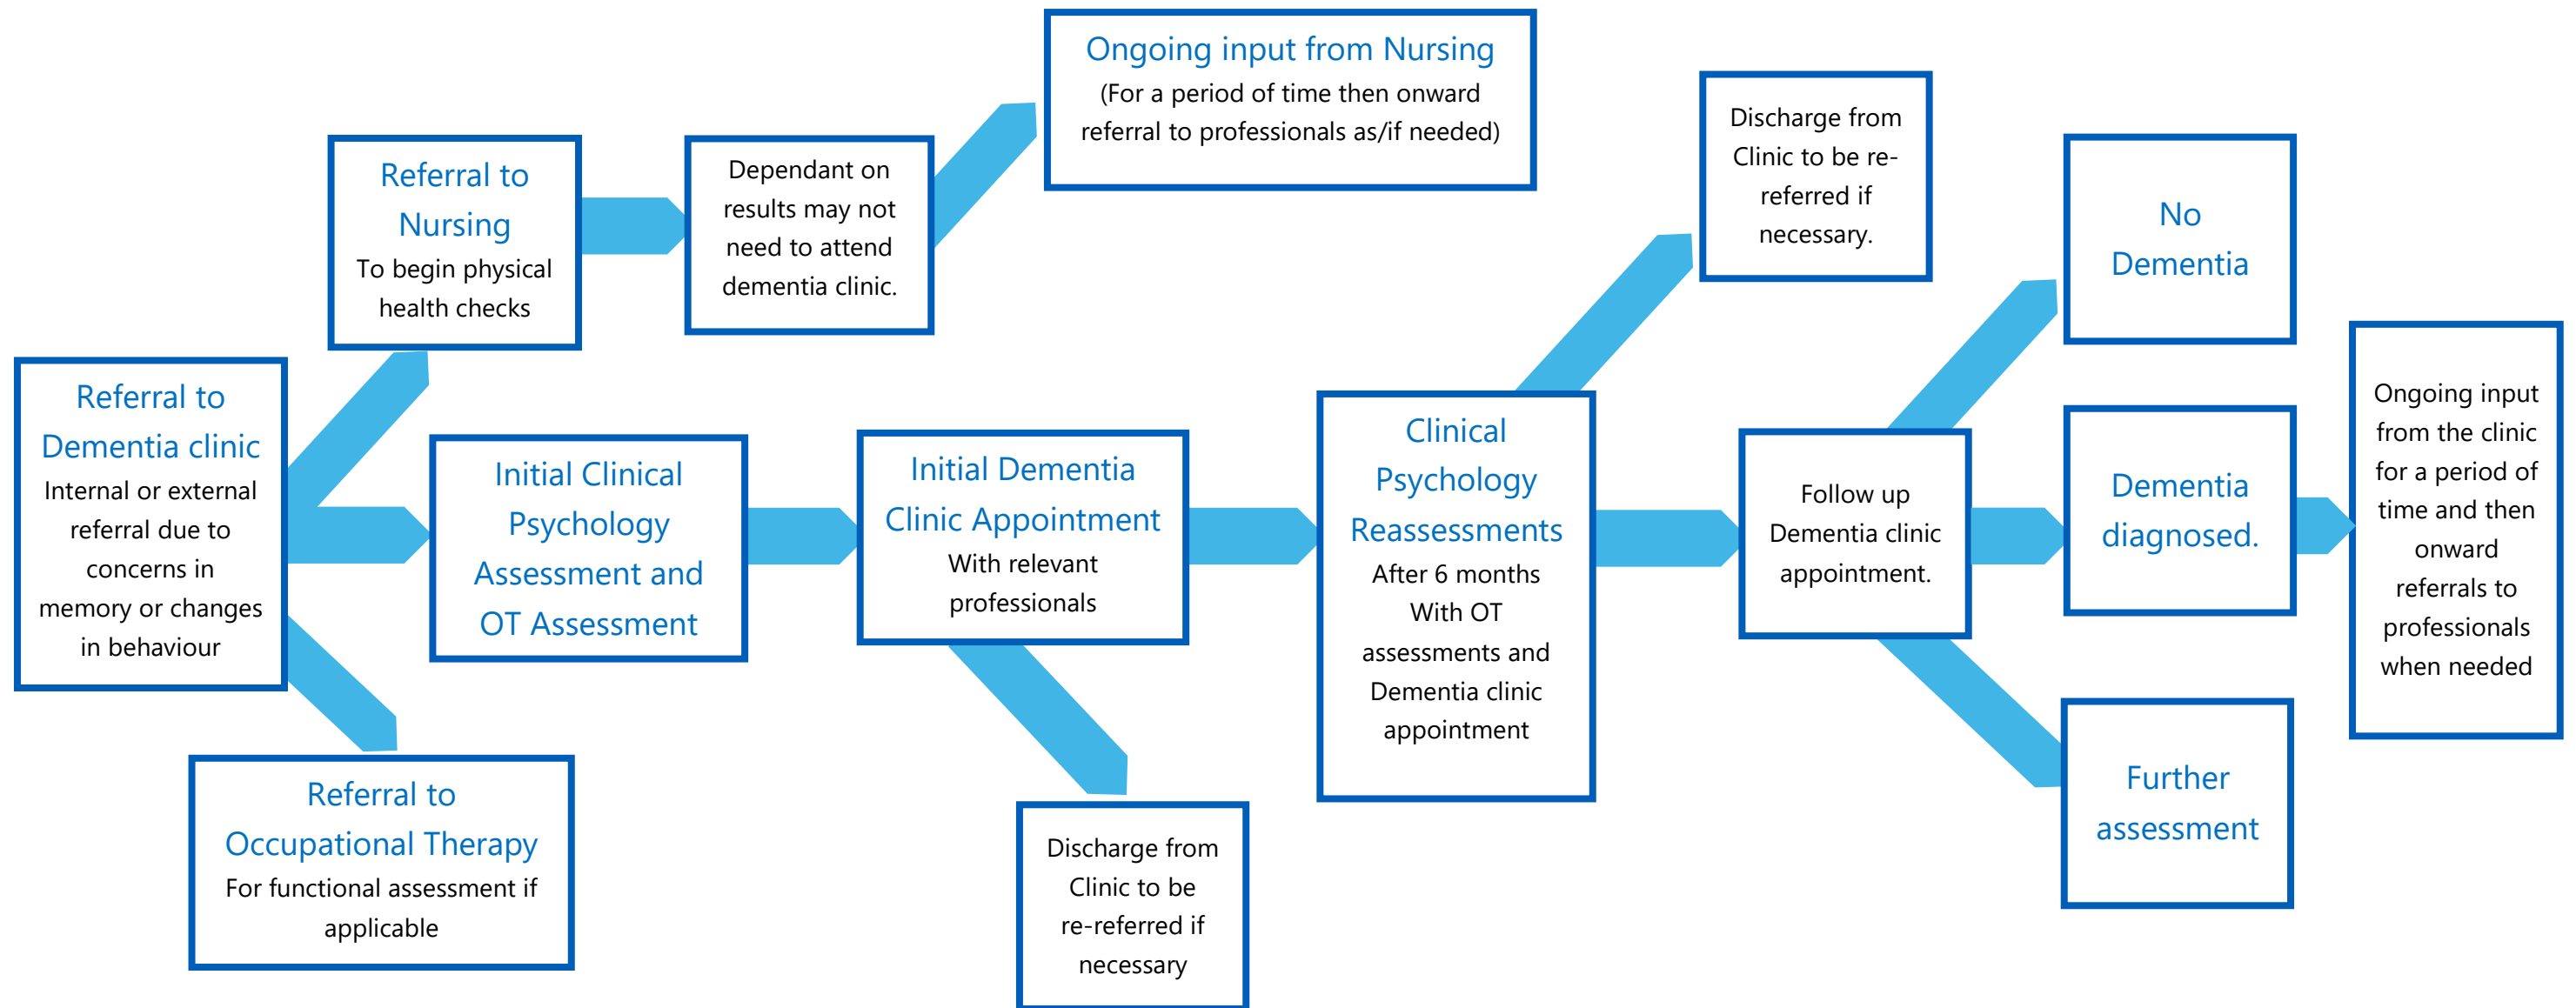 Referral to
Dementia clinic
Internal or external
referral due to
concerns in
memory or changes
in behaviour
Referral to
Nursing
To begin physical
health checks
Dependant on
results may not
need to attend
dementia clinic.
Ongoing input from Nursing
(For a period of time then onward
referral to professionals as/if needed)
Initial Clinical
Psychology
Assessment and
OT Assessment
Referral to
Occupational Therapy
For functional assessment if
applicable
Initial Dementia
Clinic Appointment
With relevant
professionals
Discharge from
Clinic to be
re-referred if
necessary
Clinical
Psychology
Reassessments
After 6 months
With OT
assessments and
Dementia clinic
appointment
Discharge from
Clinic to be re-
referred if
necessary.
Follow up
Dementia clinic
appointment.
No
Dementia
Dementia
diagnosed.
Further
assessment
Ongoing input
from the clinic
for a period of
time and then
onward
referrals to
professionals
when needed